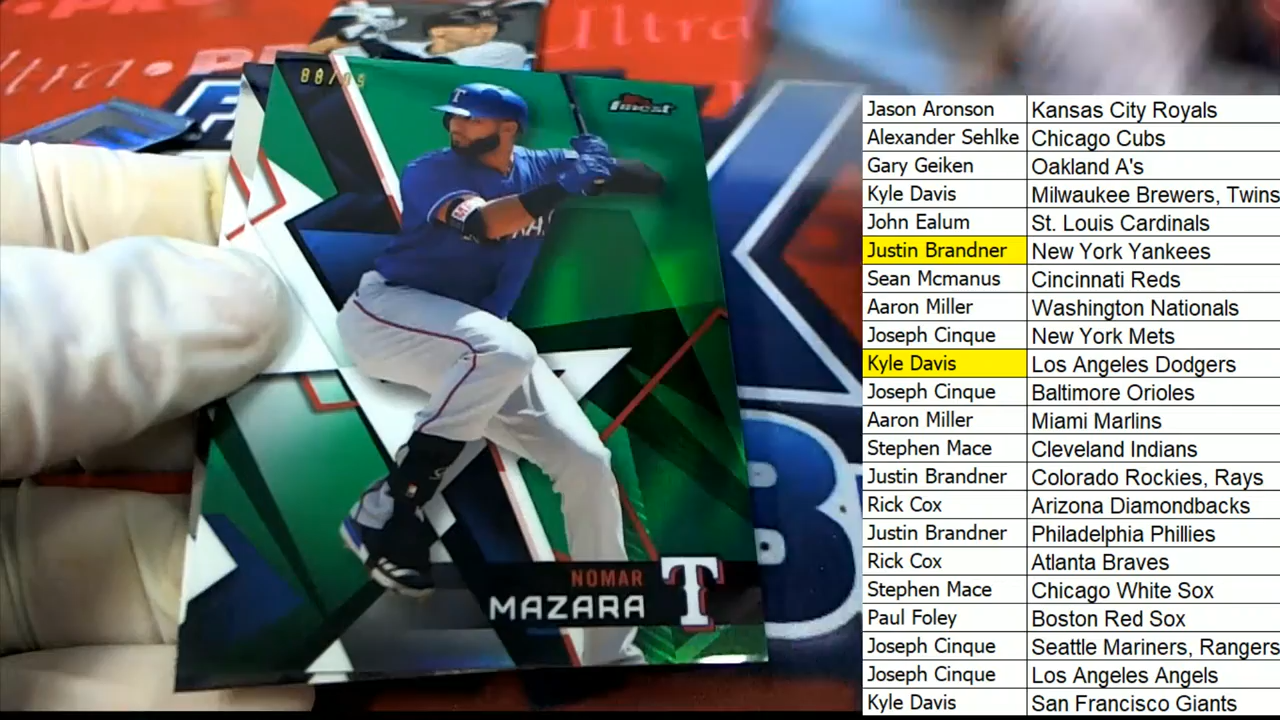 Ultra
88/99
Finest
T
NOMAR
MAZARA
T
Jason Aronson Kansas City Royals
Alexander Sehlke Chicago Cubs
Gary Geiken Oakland A's
Kyle Davis Milwaukee Brewers, Twins
John Ealum St. Louis Cardinals
Justin Brandner New York Yankees
Sean Mcmanus Cincinnati Reds
Aaron Miller Washington Nationals
Joseph Cinque New York Mets
Kyle Davis Los Angeles Dodgers
Joseph Cinque Baltimore Orioles
Aaron Miller Miami Marlins
Stephen Mace Cleveland Indians
Justin Brandner Colorado Rockies, Rays
Rick Cox Arizona Diamondbacks
Justin Brandner Philadelphia Phillies
Rick Cox Atlanta Braves
Stephen Mace Chicago White Sox
Paul Foley Boston Red Sox
Joseph Cinque Seattle Mariners, Rangers
Joseph Cinque Los Angeles Angels
Kyle Davis San Francisco Giants